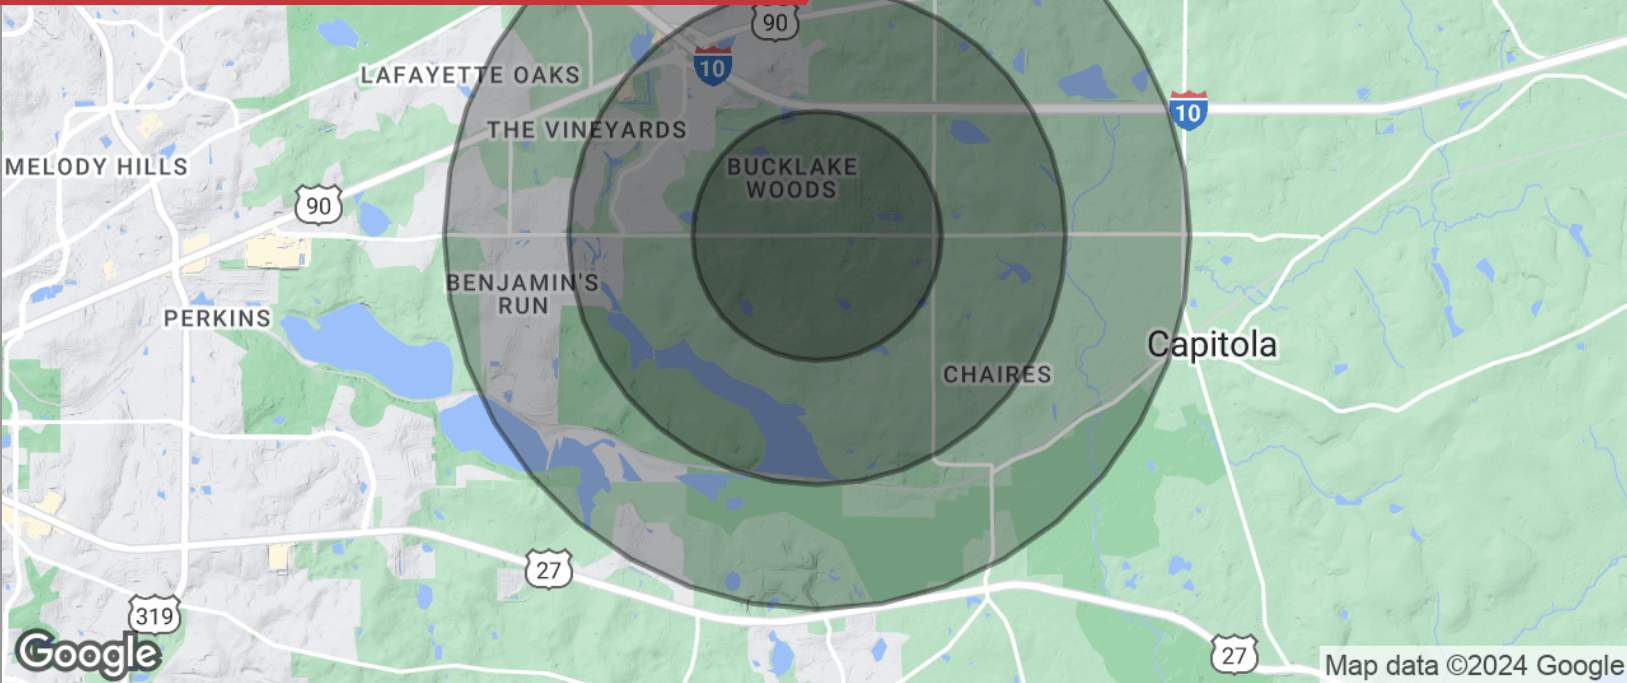 90
10
LAFAYETTE OAKS
10
THE VINEYARDS
MELODY HILLS
BUCKLAKE
WOODS
90
BENJAMIN'S
RUN
PERKINS
Capitola
CHAIRES
27
319
27
Google
Map data ©2024 Google